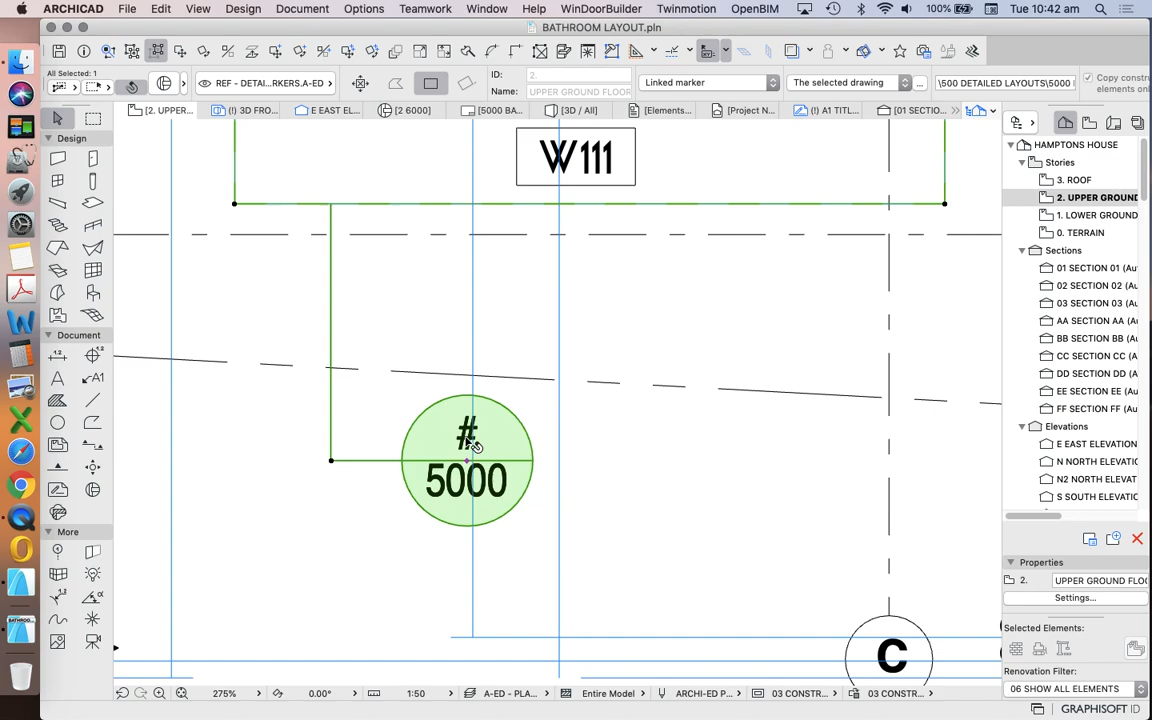 ARCHICAD File Edit View Design Document Options Teamwork Window Help WinDoorBuilder Twinmotion OpenBIM 100% Tue 10:42 am
BATHROOM LAYOUT.pln
All Selected: 1
REF - DETAI...RKERS.A-ED
ID: 2.
Name: UPPER GROUND FLOOR
Linked marker
The selected drawing
...
\500 DETAILED LAYOUTS\5000
Copy constr
elements onl
[2. UPPER...
(!) 3D FRO...
E EAST EL...
[2 6000]
[5000 BA...
[3D / All]
[Elements...
[Project N...
(!) A1 TITL...
[01 SECTIO...
Design
Document
More
W111
#
5000
C
HAMPTONS HOUSE
Stories
3. ROOF
2. UPPER GROUND
1. LOWER GROUND
0. TERRAIN
Sections
01 SECTION 01 (Au
02 SECTION 02 (Au
03 SECTION 03 (Au
AA SECTION AA (A
BB SECTION BB (A
CC SECTION CC (A
DD SECTION DD (A
EE SECTION EE (A
FF SECTION FF (A
Elevations
E EAST ELEVATION
N NORTH ELEVATI
N2 NORTH ELEVAT
S SOUTH ELEVATI
Properties
2. UPPER GROUND FLOO
Settings...
Selected Elements:
Renovation Filter:
06 SHOW ALL ELEMENTS
275% 0.00° 1:50 A-ED - PLA... Entire Model ARCHI-ED P... 03 CONSTR... 03 CONSTR...
GRAPHISOFT ID